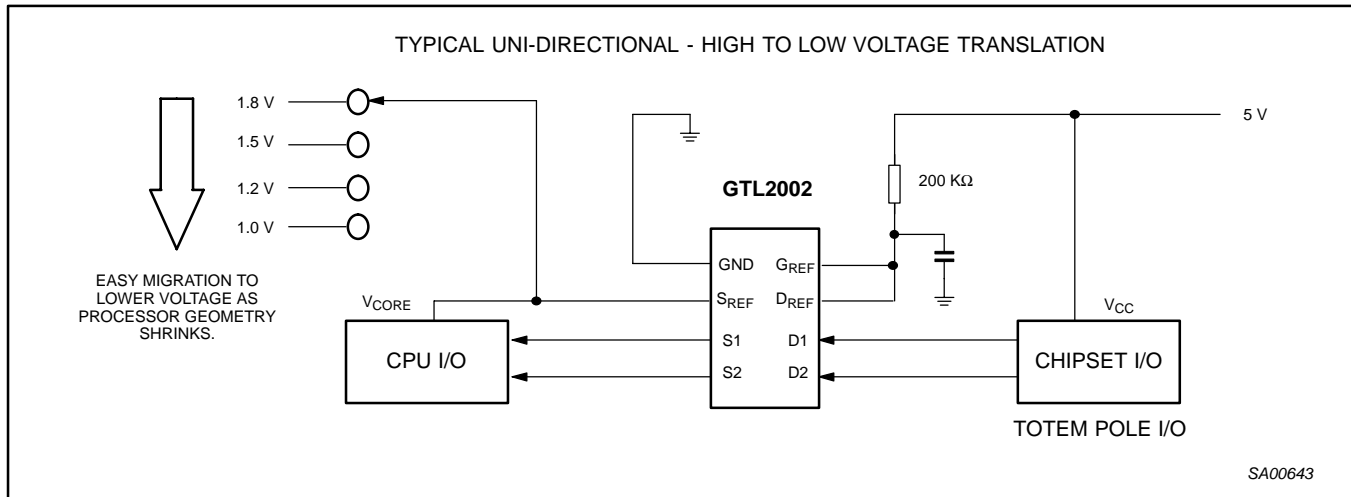 TYPICAL UNI-DIRECTIONAL - HIGH TO LOW VOLTAGE TRANSLATION
1.8 V
1.5 V
1.2 V
1.0 V
EASY MIGRATION TO
LOWER VOLTAGE AS
PROCESSOR GEOMETRY
SHRINKS.
5 V
200 KΩ
GTL2002
GND
GREF
SREF
DREF
S1
D1
S2
D2
VCORE
CPU I/O
VCC
CHIPSET I/O
TOTEM POLE I/O
SA00643